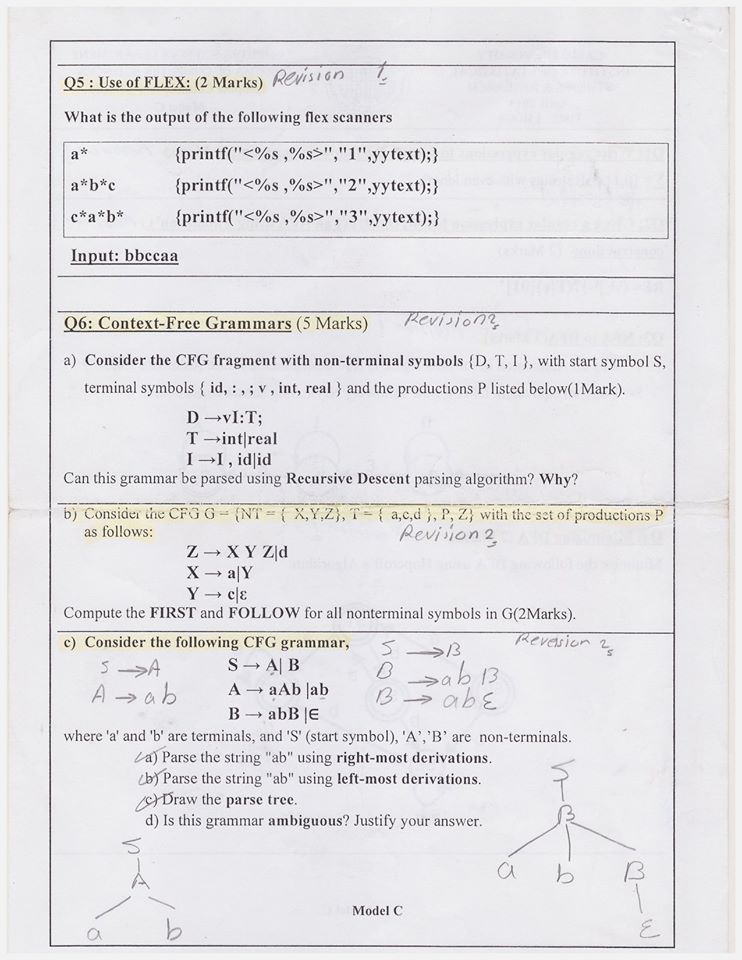 Q5 : Use of FLEX: (2 Marks) Revision 1
What is the output of the following flex scanners
a* {printf("<%s ,%s>","1",yytext);}
a*b*c {printf("<%s ,%s>","2",yytext);}
c*a*b* {printf("<%s ,%s>","3",yytext);}
Input: bbccaa
Q6: Context-Free Grammars (5 Marks) Revision 2
a) Consider the CFG fragment with non-terminal symbols {D, T, I }, with start symbol S,
terminal symbols { id, : , ; v , int, real } and the productions P listed below(1Mark).
D →vI:T;
T →int|real
I →I , id|id
Can this grammar be parsed using Recursive Descent parsing algorithm? Why?
b) Consider the CFG G = {NT = { X,Y,Z}, T = { a,c,d }, P, Z} with the set of productions P
as follows: Revision 2
Z → X Y Z|d
X → a|Y
Y → c|ε
Compute the FIRST and FOLLOW for all nonterminal symbols in G(2Marks).
c) Consider the following CFG grammar, Revesion 2
S → A| B
A → aAb |ab
B → abB |∈
S → A
A → ab
S → B
B → ab B
B → ab ε
where 'a' and 'b' are terminals, and 'S' (start symbol), 'A','B' are non-terminals.
a) Parse the string "ab" using right-most derivations.
b) Parse the string "ab" using left-most derivations.
c) Draw the parse tree.
d) Is this grammar ambiguous? Justify your answer.
S
A
a b
S
B
a b B
ε
Model C